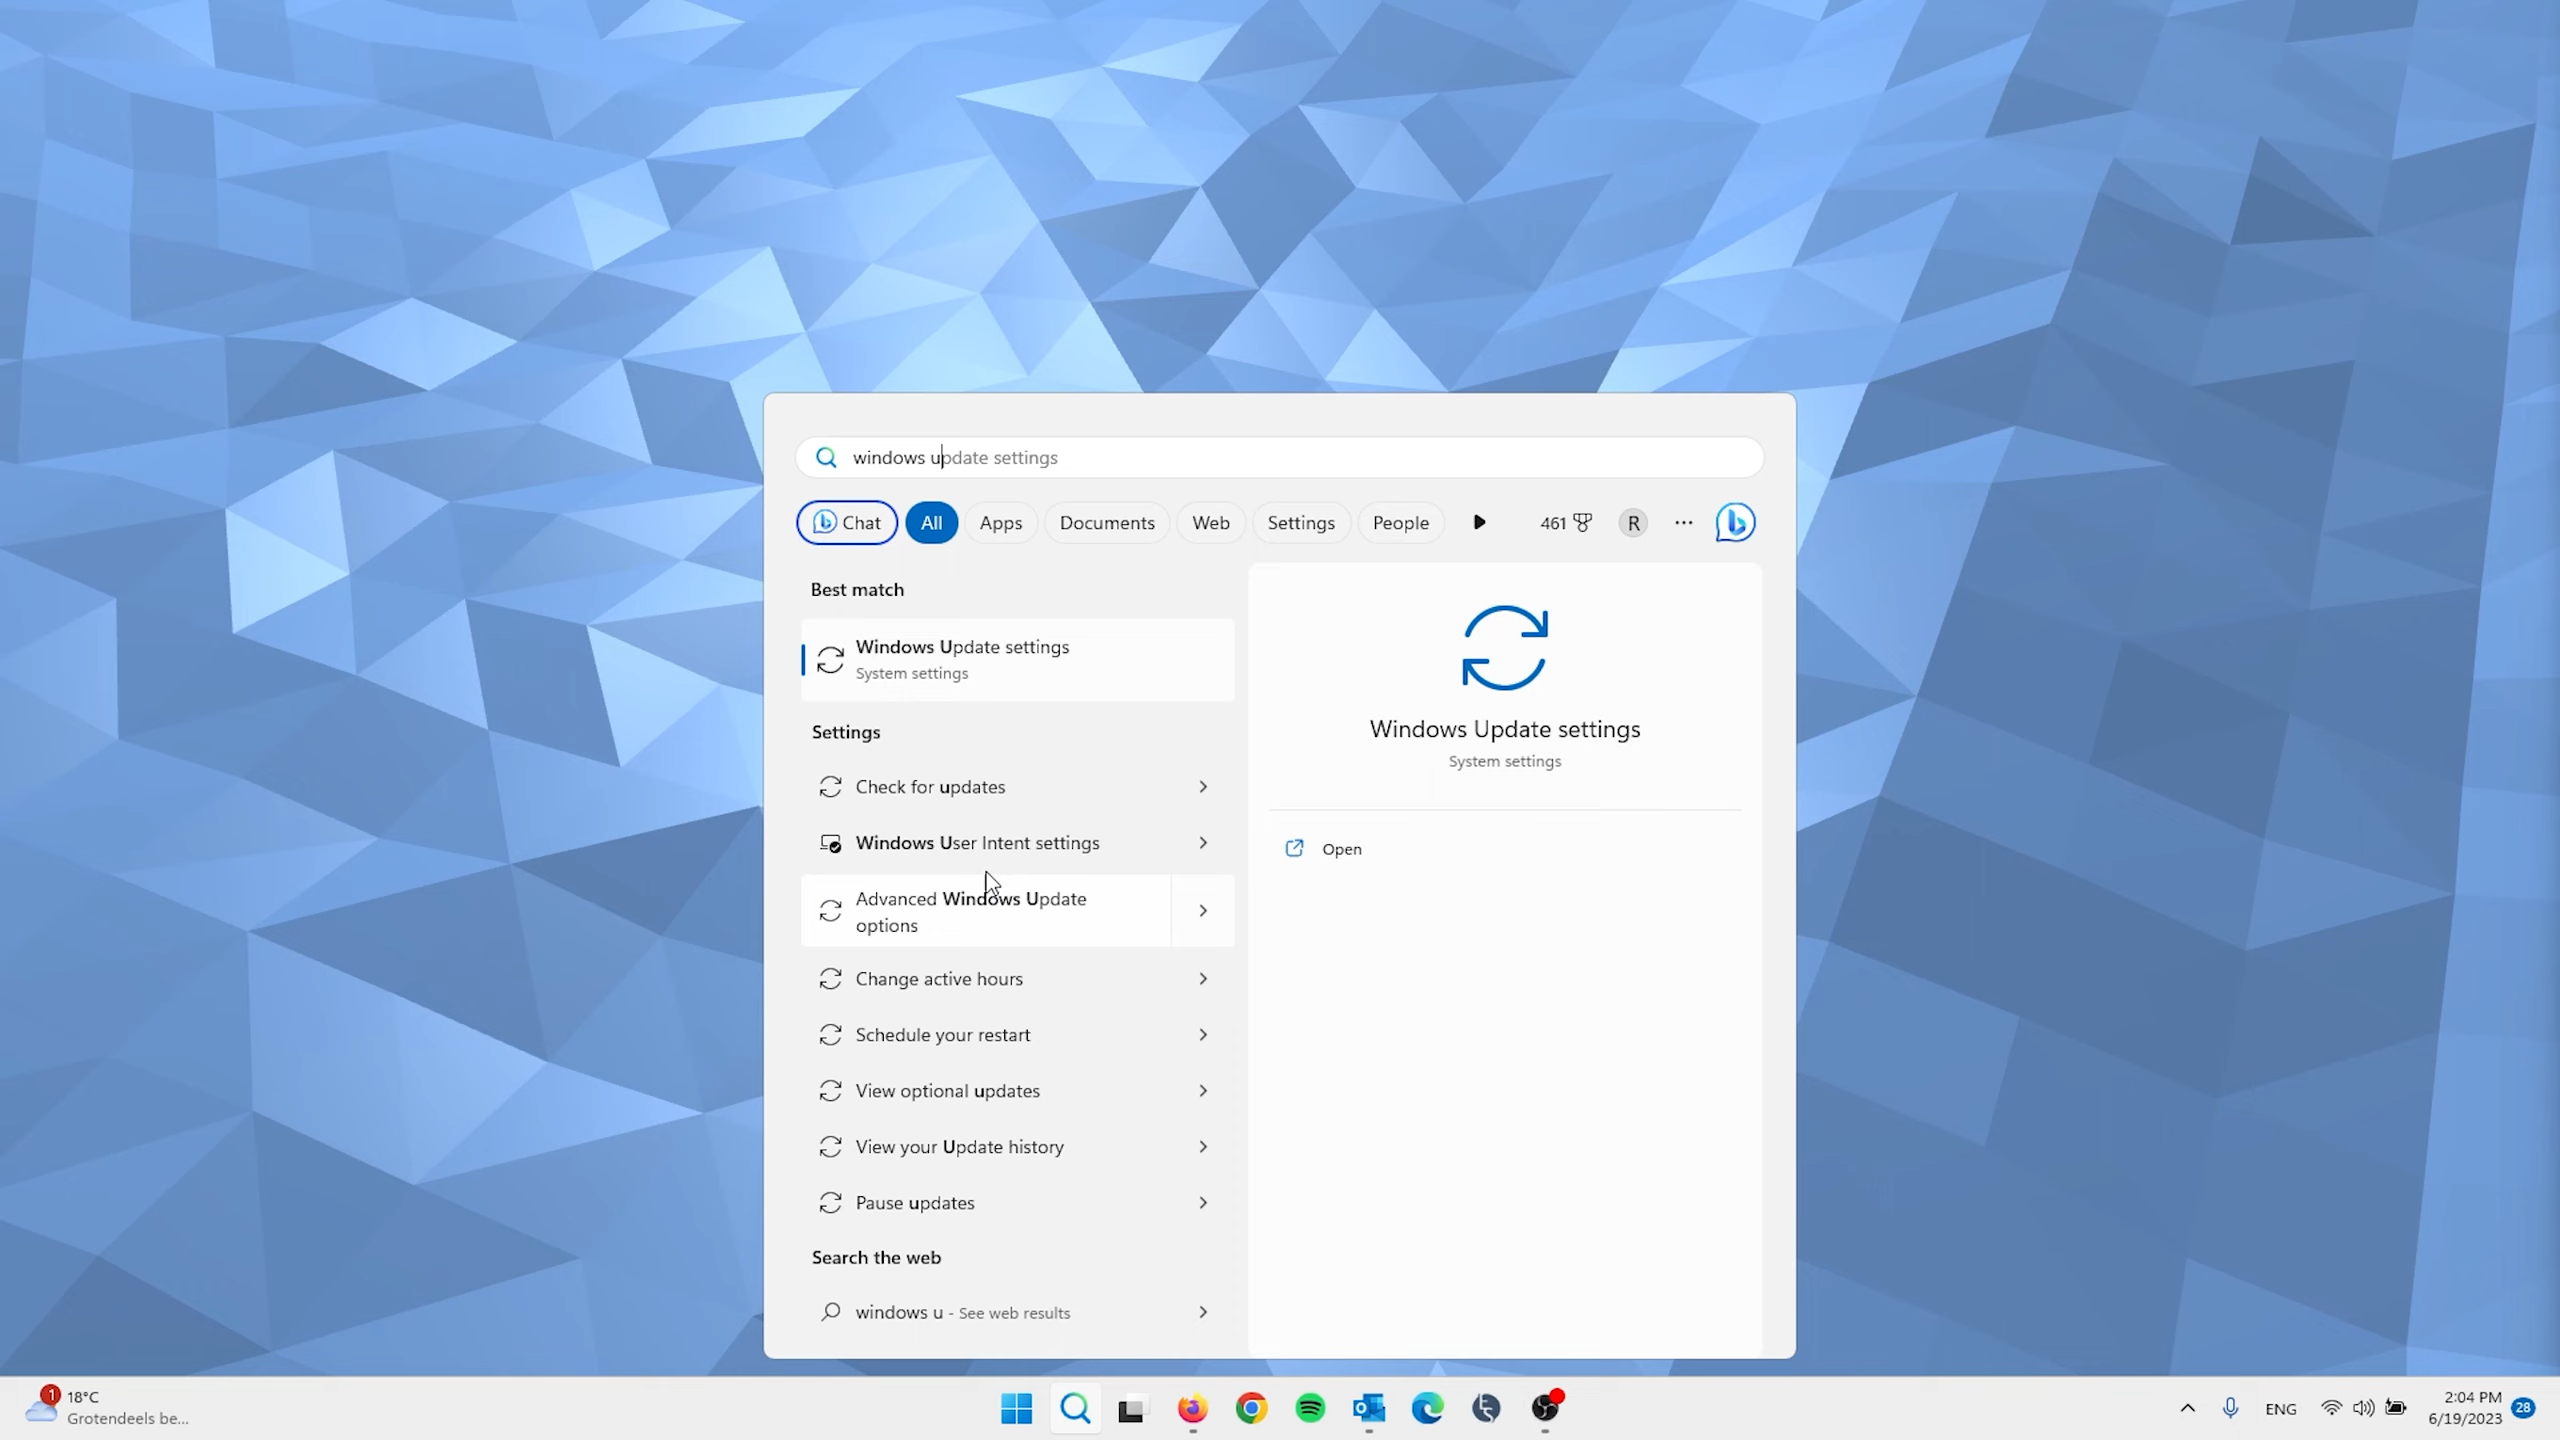 windows update settings
Chat
All
Apps
Documents
Web
Settings
People
461
R
Best match
Windows Update settings
System settings
Settings
Check for updates
Windows User Intent settings
Advanced Windows Update
options
Change active hours
Schedule your restart
View optional updates
View your Update history
Pause updates
Search the web
windows u - See web results
Windows Update settings
System settings
Open
1
18°C
Grotendeels be...
ENG
2:04 PM
6/19/2023
28